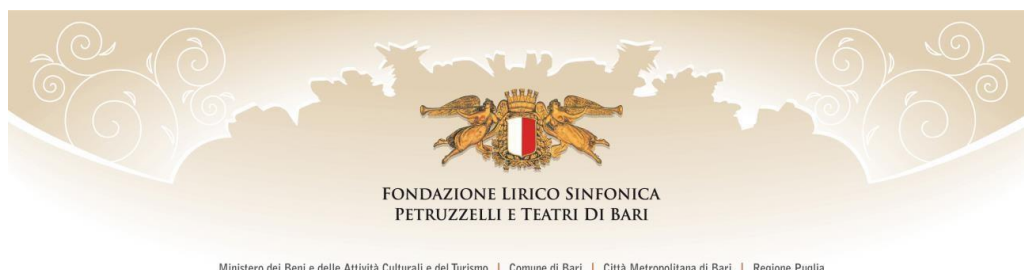 FONDAZIONE LIRICO SINFONICA
PETRUZZELLI E TEATRI DI BARI
Ministero dei Beni e delle Attività Culturali e del Turismo | Comune di Bari | Città Metropolitana di Bari | Regione Puglia